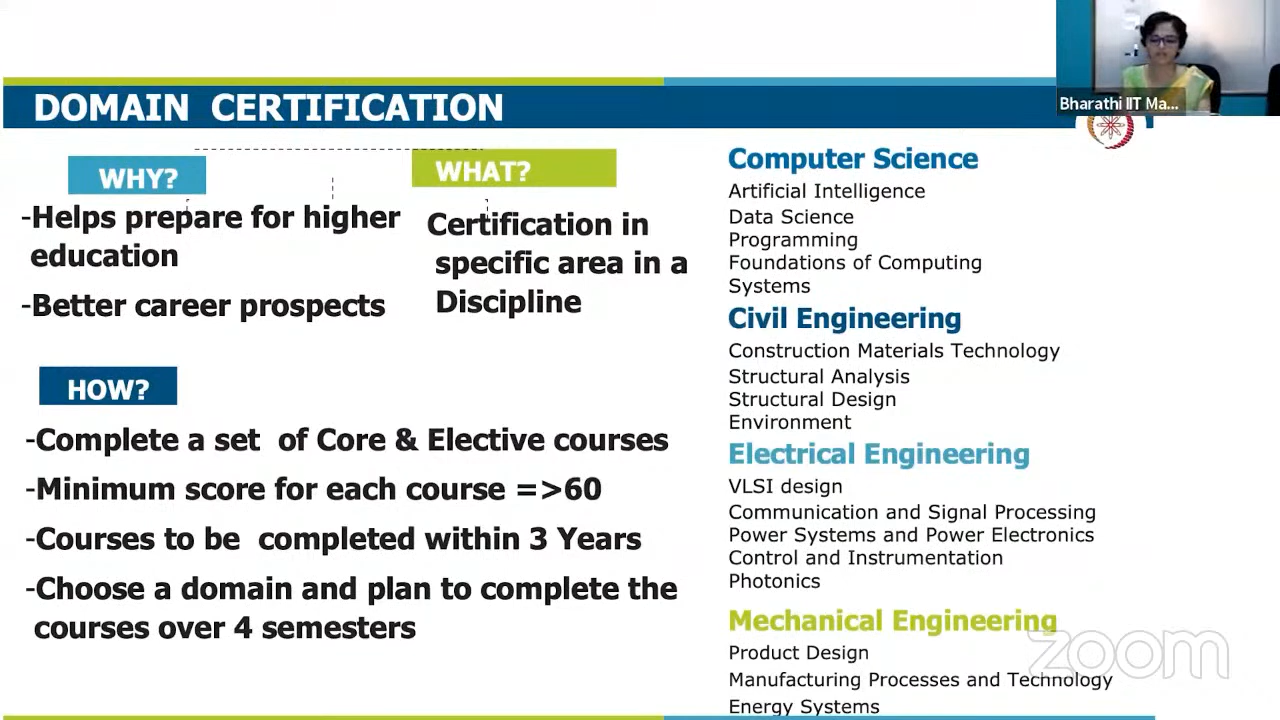 Bharathi IIT Ma...
DOMAIN CERTIFICATION
WHY?
-Helps prepare for higher
education
-Better career prospects
WHAT?
Certification in
specific area in a
Discipline
HOW?
-Complete a set of Core & Elective courses
-Minimum score for each course =>60
-Courses to be completed within 3 Years
-Choose a domain and plan to complete the
courses over 4 semesters
Computer Science
Artificial Intelligence
Data Science
Programming
Foundations of Computing
Systems
Civil Engineering
Construction Materials Technology
Structural Analysis
Structural Design
Environment
Electrical Engineering
VLSI design
Communication and Signal Processing
Power Systems and Power Electronics
Control and Instrumentation
Photonics
Mechanical Engineering
Product Design
Manufacturing Processes and Technology
Energy Systems
zoom